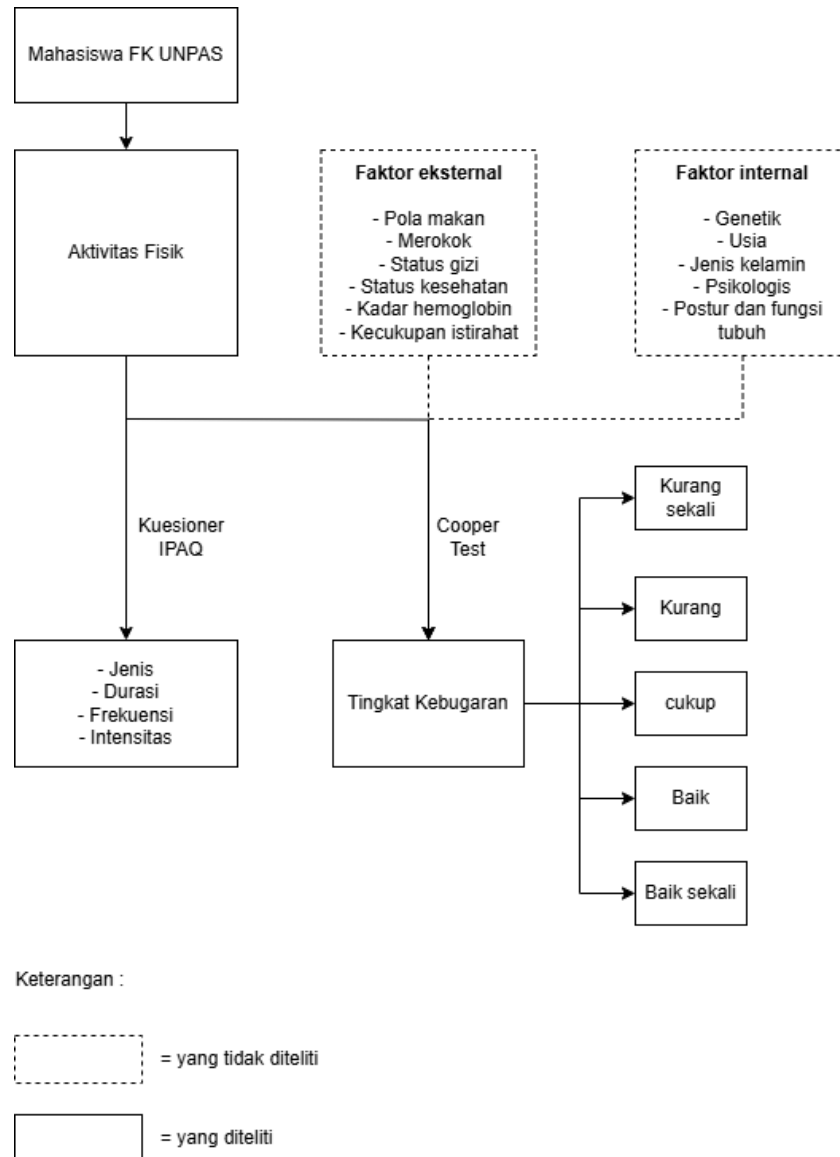 Mahasiswa FK UNPAS
Aktivitas Fisik
Faktor eksternal
- Pola makan
- Merokok
- Status gizi
- Status kesehatan
- Kadar hemoglobin
- Kecukupan istirahat
Faktor internal
- Genetik
- Usia
- Jenis kelamin
- Psikologis
- Postur dan fungsi
tubuh
Kuesioner
IPAQ
Cooper
Test
- Jenis
- Durasi
- Frekuensi
- Intensitas
Tingkat Kebugaran
Kurang
sekali
Kurang
cukup
Baik
Baik sekali
Keterangan :
= yang tidak diteliti
= yang diteliti